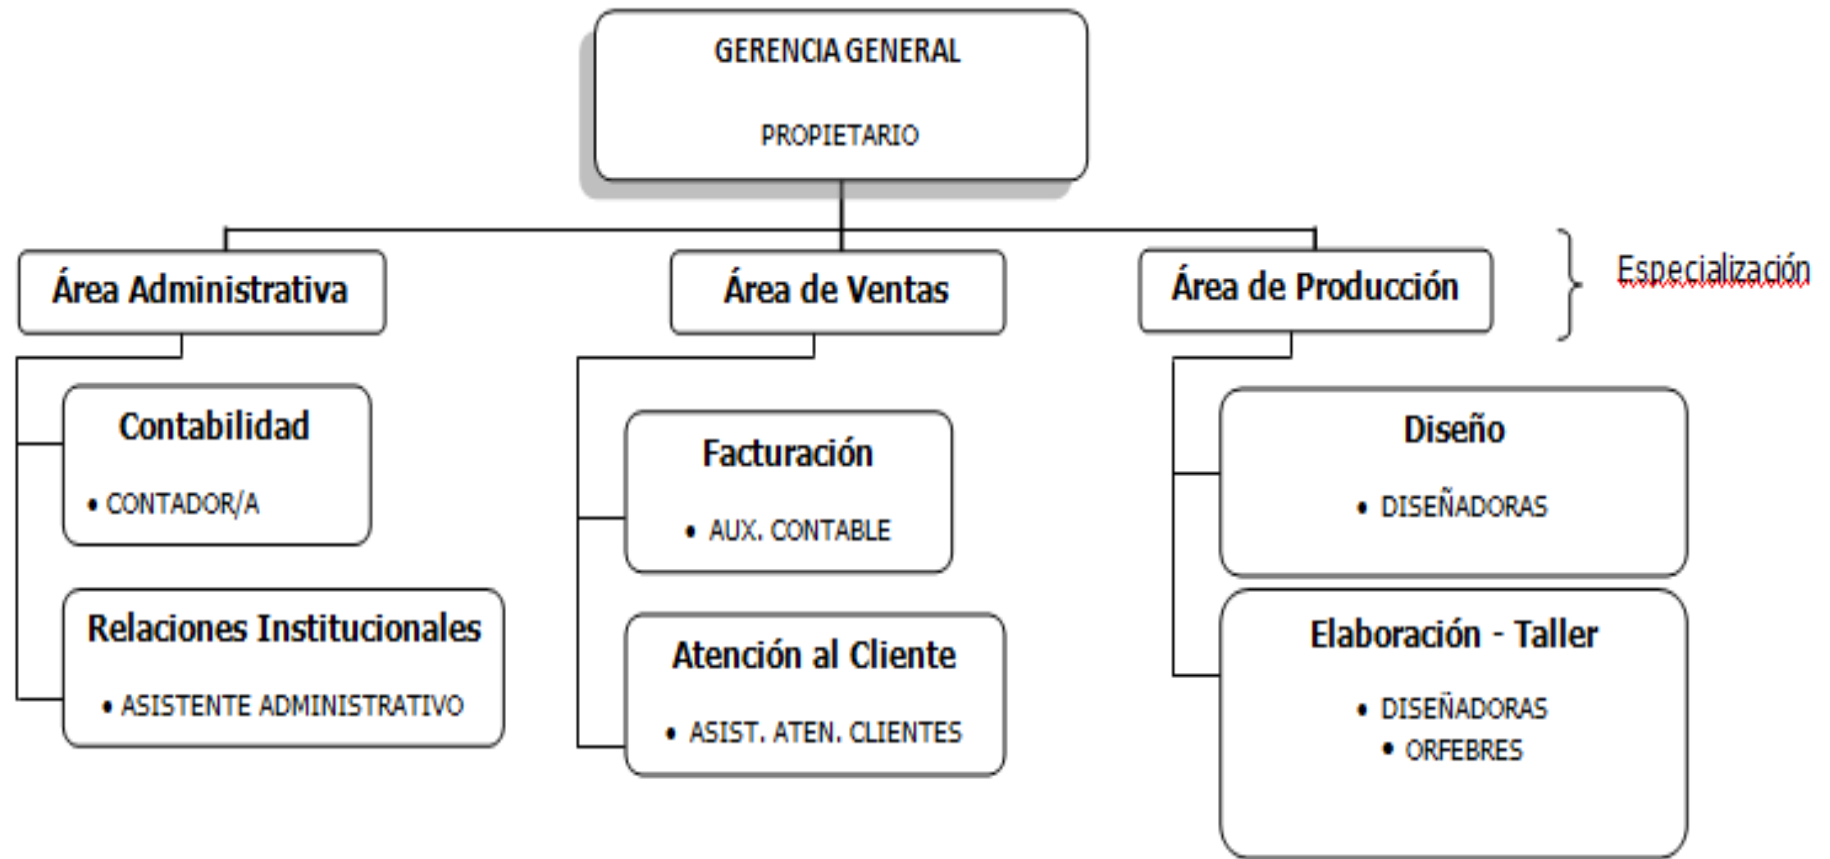 GERENCIA GENERAL
PROPIETARIO
Área Administrativa
Área de Ventas
Área de Producción
Especialización
Contabilidad
• CONTADOR/A
Relaciones Institucionales
• ASISTENTE ADMINISTRATIVO
Facturación
• AUX. CONTABLE
Atención al Cliente
• ASIST. ATEN. CLIENTES
Diseño
• DISEÑADORAS
Elaboración - Taller
• DISEÑADORAS
• ORFEBRES